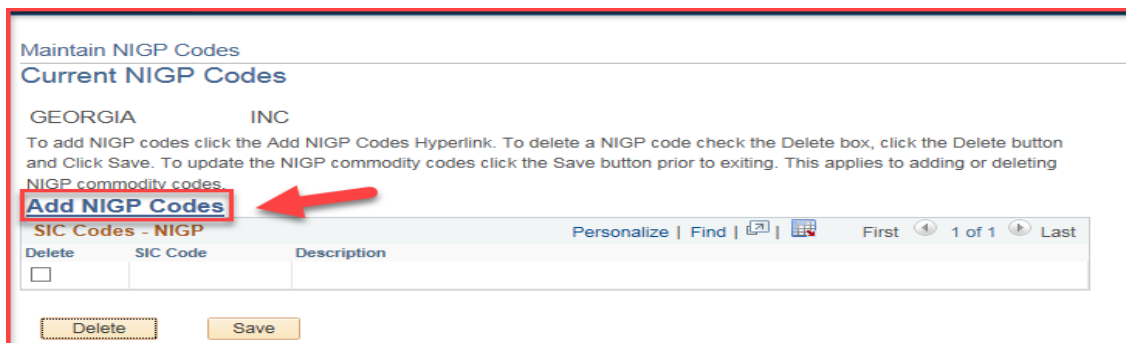 Maintain NIGP Codes
Current NIGP Codes
GEORGIA INC
To add NIGP codes click the Add NIGP Codes Hyperlink. To delete a NIGP code check the Delete box, click the Delete button
and Click Save. To update the NIGP commodity codes click the Save button prior to exiting. This applies to adding or deleting
NIGP commodity codes.
Add NIGP Codes
SIC Codes - NIGP Personalize | Find | | First 1 of 1 Last
Delete SIC Code Description
Delete Save